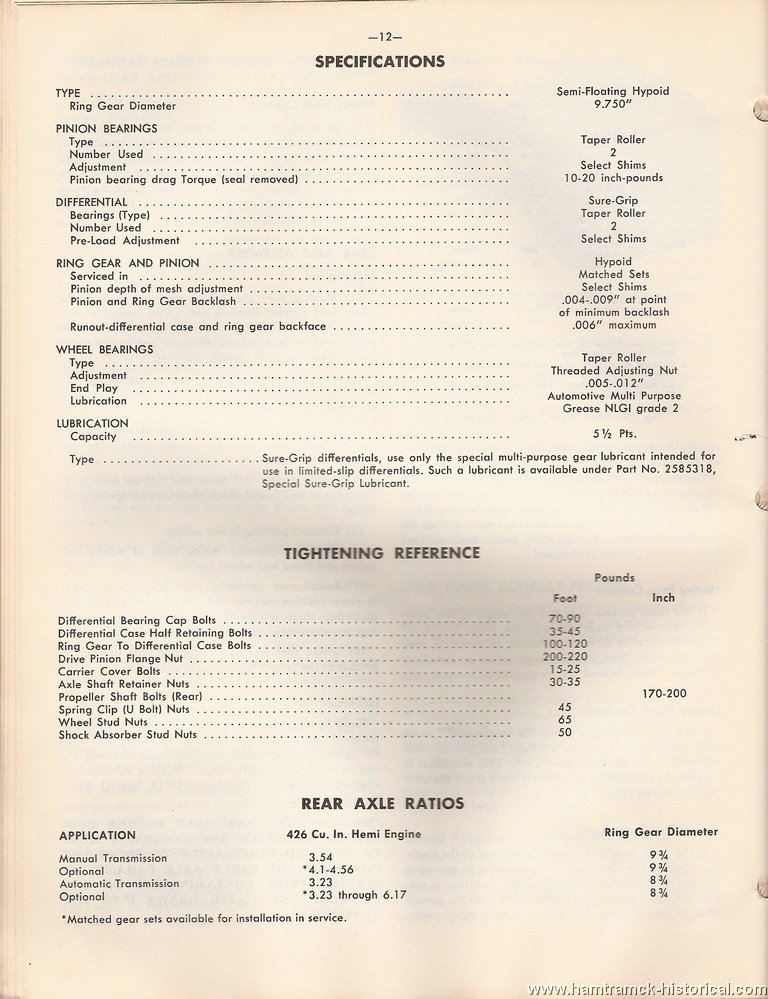 —12—
SPECIFICATIONS
TYPE Semi-Floating Hypoid
Ring Gear Diameter 9.750"
PINION BEARINGS
Type Taper Roller
Number Used 2
Adjustment Select Shims
Pinion bearing drag Torque (seal removed) 10-20 inch-pounds
DIFFERENTIAL Sure-Grip
Bearings (Type) Taper Roller
Number Used 2
Pre-Load Adjustment Select Shims
RING GEAR AND PINION Hypoid
Serviced in Matched Sets
Pinion depth of mesh adjustment Select Shims
Pinion and Ring Gear Backlash .004-.009" at point
of minimum backlash
Runout-differential case and ring gear backface .006" maximum
WHEEL BEARINGS
Type Taper Roller
Adjustment Threaded Adjusting Nut
End Play .005-.012"
Lubrication Automotive Multi Purpose
Grease NLGI grade 2
LUBRICATION
Capacity 5½ Pts.
Type Sure-Grip differentials, use only the special multi-purpose gear lubricant intended for
use in limited-slip differentials. Such a lubricant is available under Part No. 2585318,
Special Sure-Grip Lubricant.
TIGHTENING REFERENCE
Pounds
Foot Inch
Differential Bearing Cap Bolts 70-90
Differential Case Half Retaining Bolts 35-45
Ring Gear To Differential Case Bolts 100-120
Drive Pinion Flange Nut 200-220
Carrier Cover Bolts 15-25
Axle Shaft Retainer Nuts 30-35
Propeller Shaft Bolts (Rear) 170-200
Spring Clip (U Bolt) Nuts 45
Wheel Stud Nuts 65
Shock Absorber Stud Nuts 50
REAR AXLE RATIOS
APPLICATION 426 Cu. In. Hemi Engine Ring Gear Diameter
Manual Transmission 3.54 9¾
Optional *4.1-4.56 9¾
Automatic Transmission 3.23 8¾
Optional *3.23 through 6.17 8¾
*Matched gear sets available for installation in service.
www.hamtramck-historical.com